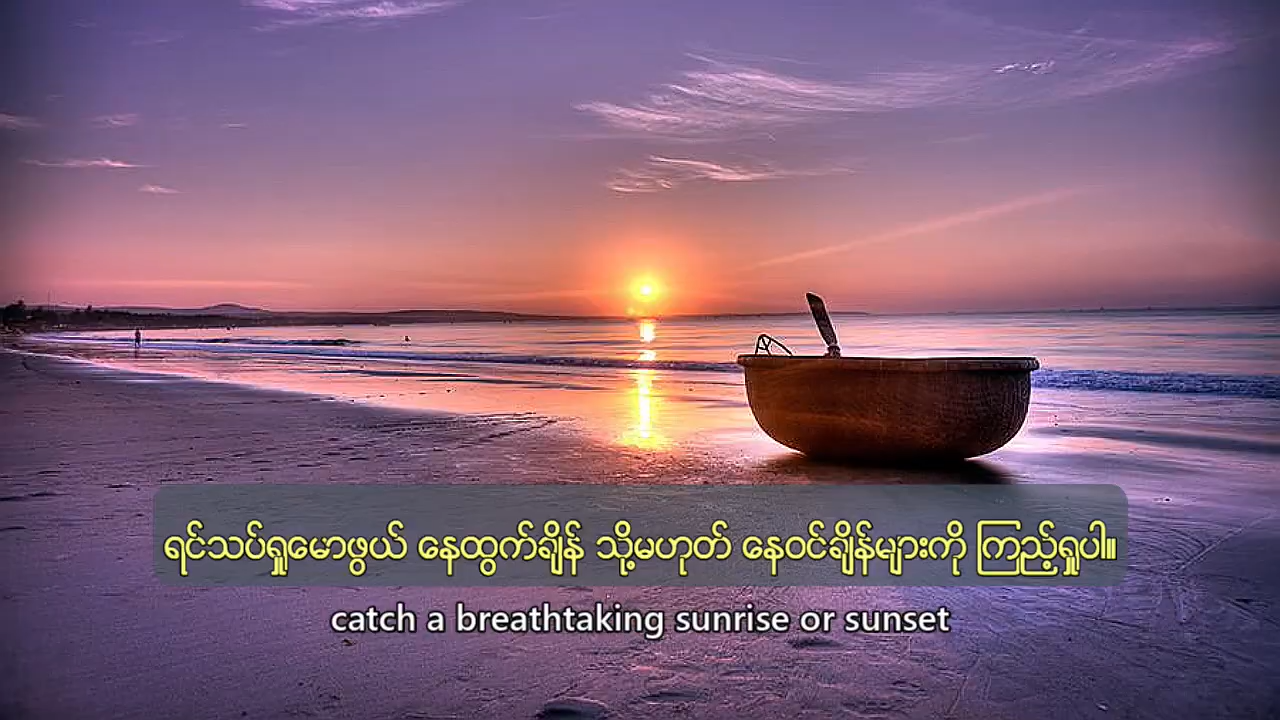 ရင်သပ်ရှုမောဖွယ် နေထွက်ချိန် သို့မဟုတ် နေဝင်ချိန်များကို ကြည့်ရှုပါ။
catch a breathtaking sunrise or sunset